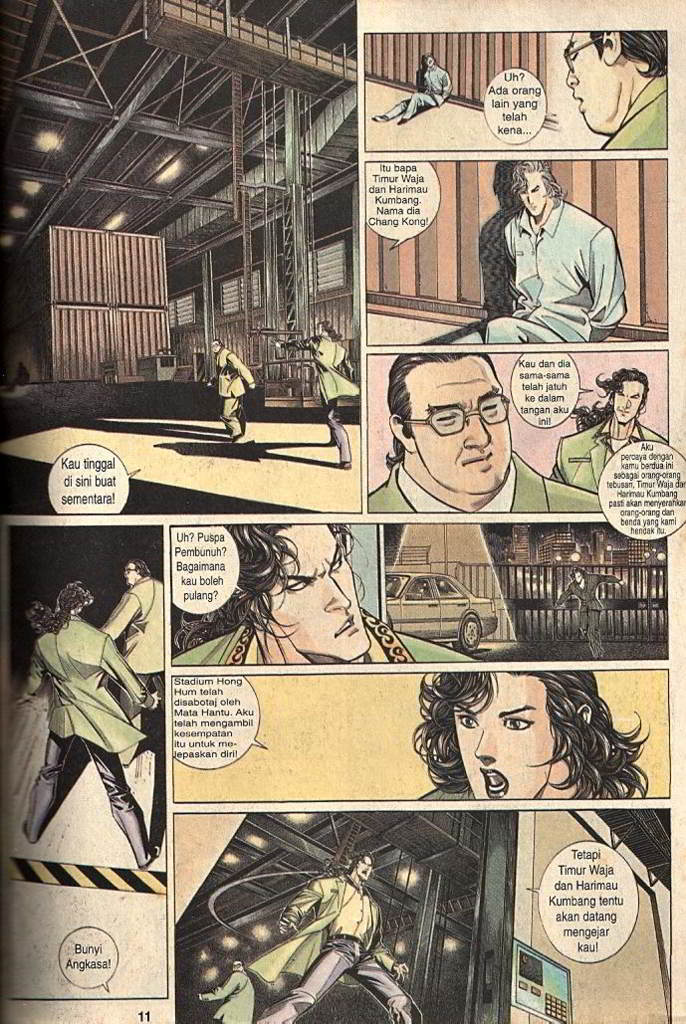 Kau tinggal
di sini buat
sementara!
Uh?
Ada orang
lain yang
telah
kena...
Itu bapa
Timur Waja
dan Harimau
Kumbang.
Nama dia
Chang Kong!
Kau dan dia
sama-sama
telah jatuh
ke dalam
tangan aku
ini!
Aku
percaya dengan
kamu berdua ini
sebagai orang-orang
tebusan, Timur Waja dan
Harimau Kumbang
pasti akan menyerahkan
orang-orang dan
benda yang kami
hendak itu.
Bunyi
Angkasa!
Uh? Puspa
Pembunuh?
Bagaimana
kau boleh
pulang?
Stadium Hong
Hum telah
disabotaj oleh
Mata Hantu. Aku
telah mengambil
kesempatan
itu untuk me-
lepaskan diri!
Tetapi
Timur Waja
dan Harimau
Kumbang tentu
akan datang
mengejar
kau!
11